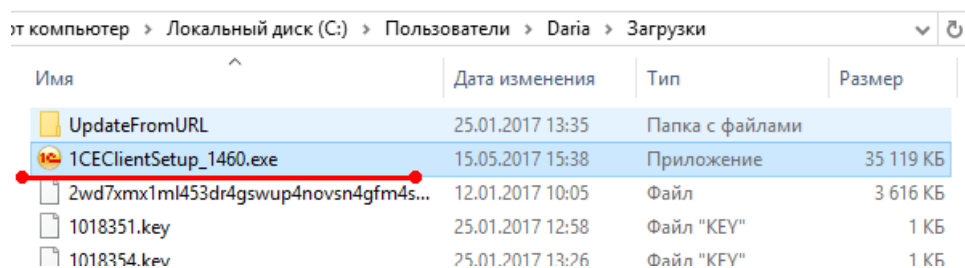 от компьютер > Локальный диск (C:) > Пользователи > Daria > Загрузки
Имя Дата изменения Тип Размер
UpdateFromURL 25.01.2017 13:35 Папка с файлами
1CEClientSetup_1460.exe 15.05.2017 15:38 Приложение 35 119 КБ
2wd7xmx1ml453dr4gswup4novsn4gfm4s... 12.01.2017 10:05 Файл 3 616 КБ
1018351.key 25.01.2017 12:58 Файл "KEY" 1 КБ
1018354.key 25.01.2017 13:26 Файл "KEY" 1 КБ